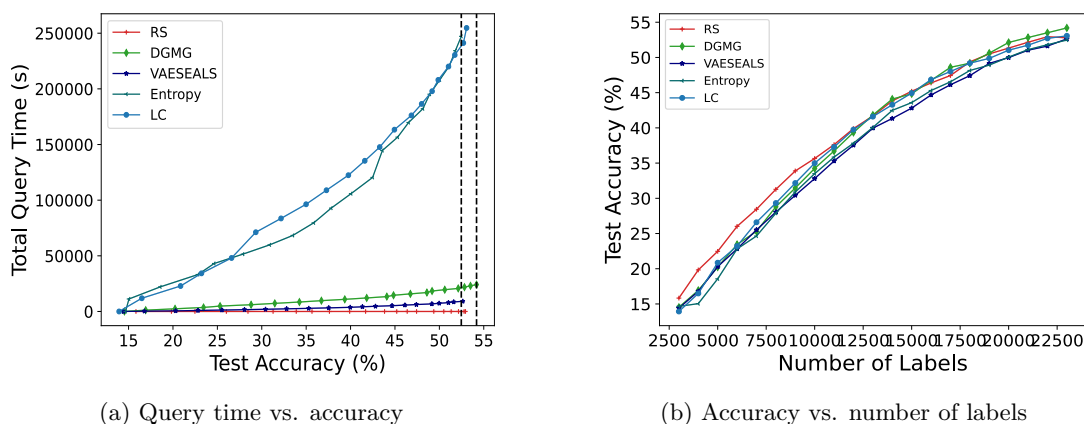 250000
200000
150000
100000
50000
0
Total Query Time (s)
RS
DGMG
VAESEALS
Entropy
LC
15 20 25 30 35 40 45 50 55
Test Accuracy (%)
(a) Query time vs. accuracy
55
50
45
40
35
30
25
20
15
Test Accuracy (%)
RS
DGMG
VAESEALS
Entropy
LC
2500 5000 7500 10000 12500 15000 17500 20000 22500
Number of Labels
(b) Accuracy vs. number of labels